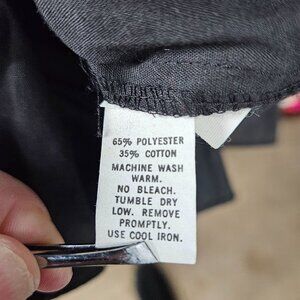 65% POLYESTER
35% COTTON
MACHINE WASH
WARM.
NO BLEACH.
TUMBLE DRY
LOW. REMOVE
PROMPTLY.
USE COOL IRON.